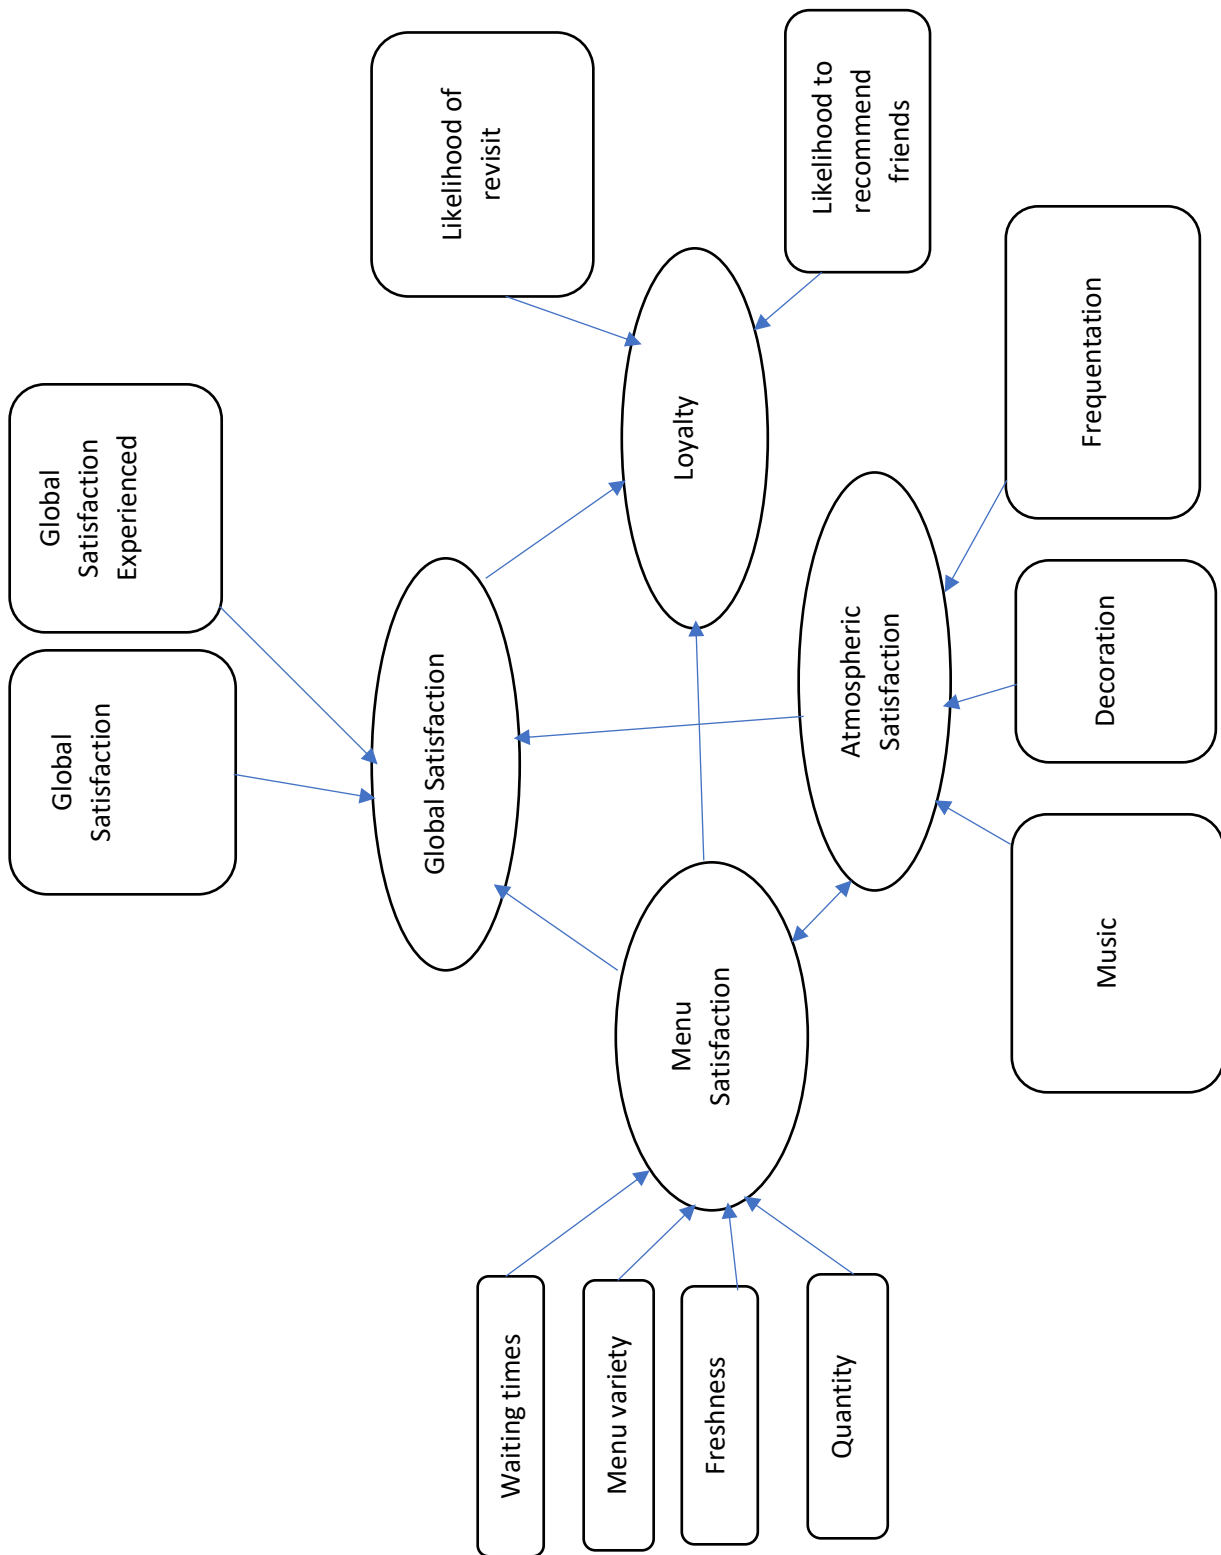 Global
Satisfaction
Global
Satisfaction
Experienced
Likelihood of
revisit
Waiting times
Menu variety
Freshness
Quantity
Global Satisfaction
Menu
Satisfaction
Loyalty
Likelihood to
recommend
friends
Atmospheric
Satisfaction
Music
Decoration
Frequentation